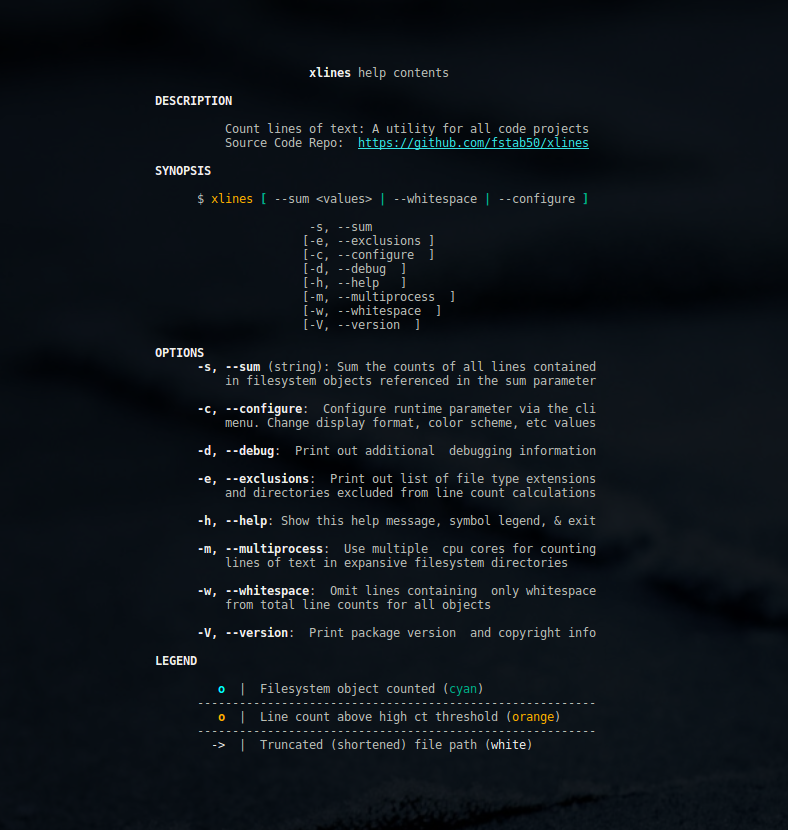 xlines help contents
DESCRIPTION
Count lines of text: A utility for all code projects
Source Code Repo:  https://github.com/fstab50/xlines
SYNOPSIS
$ xlines [ --sum <values> | --whitespace | --configure ]
-s, --sum
[-e, --exclusions ]
[-c, --configure  ]
[-d, --debug  ]
[-h, --help   ]
[-m, --multiprocess  ]
[-w, --whitespace  ]
[-V, --version  ]
OPTIONS
-s, --sum (string): Sum the counts of all lines contained
in filesystem objects referenced in the sum parameter
-c, --configure:  Configure runtime parameter via the cli
menu. Change display format, color scheme, etc values
-d, --debug:  Print out additional  debugging information
-e, --exclusions:  Print out list of file type extensions
and directories excluded from line count calculations
-h, --help: Show this help message, symbol legend, & exit
-m, --multiprocess:  Use multiple  cpu cores for counting
lines of text in expansive filesystem directories
-w, --whitespace:  Omit lines containing  only whitespace
from total line counts for all objects
-V, --version:  Print package version  and copyright info
LEGEND
o  |  Filesystem object counted (cyan)
---------------------------------------------------------
o  |  Line count above high ct threshold (orange)
---------------------------------------------------------
->  |  Truncated (shortened) file path (white)